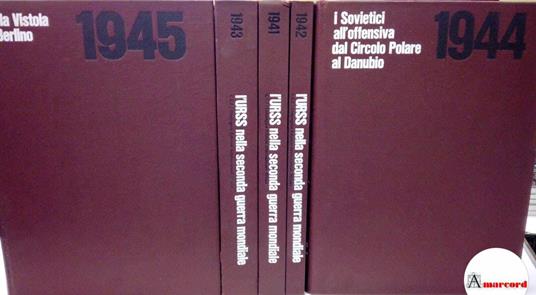 la Vistola
Berlino
1945
1943
l'URSS nella seconda guerra mondiale
1941
l'URSS nella seconda guerra mondiale
1942
l'URSS nella seconda guerra mondiale
i Sovietici
all'offensiva
dal Circolo Polare
al Danubio
1944
Amarcord